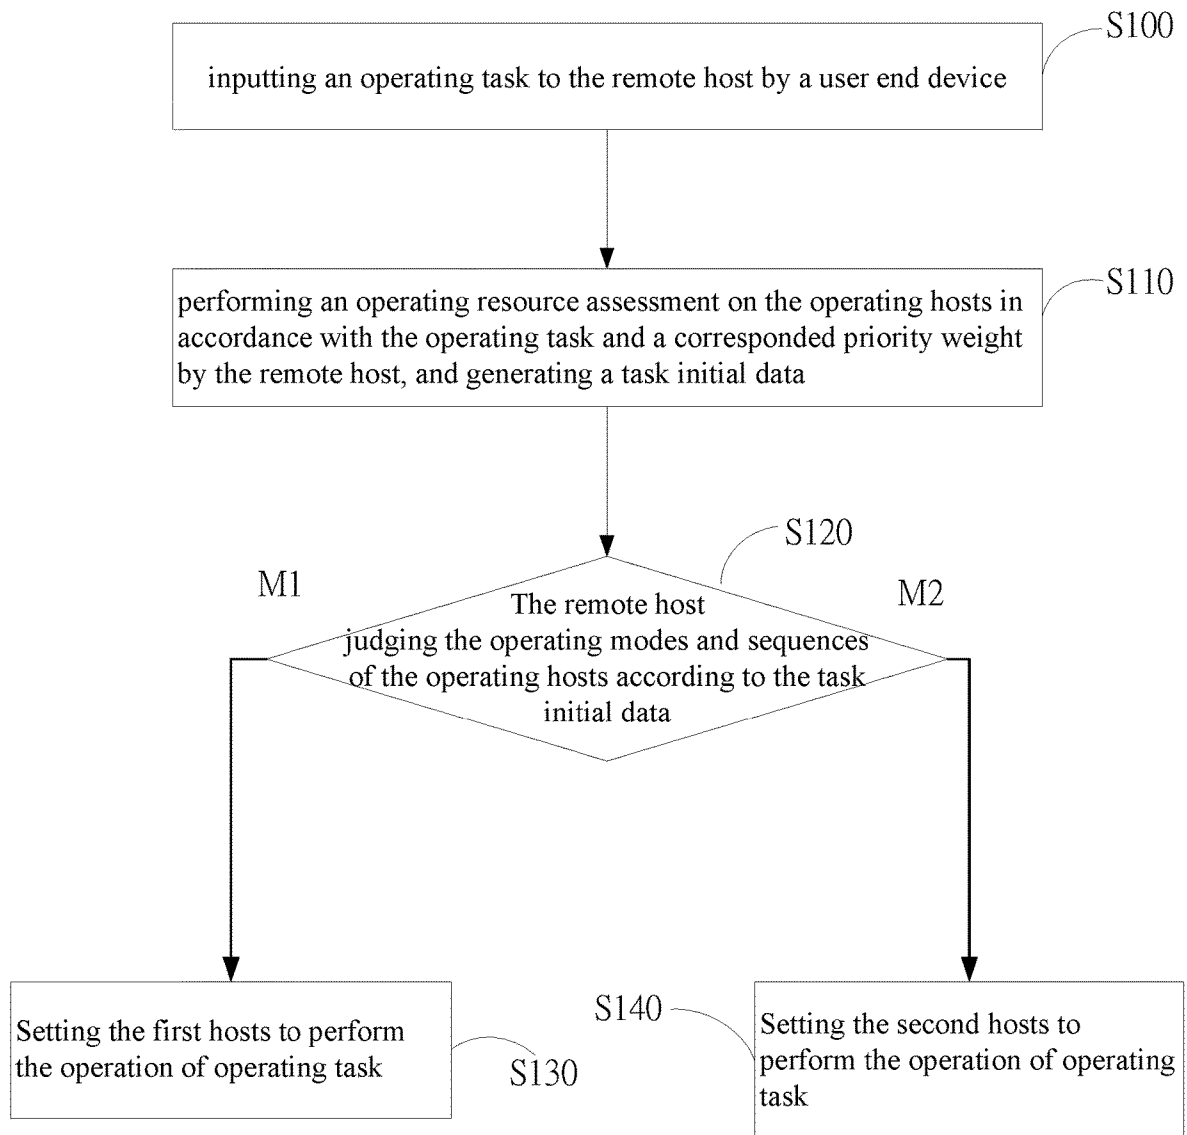 S100
inputting an operating task to the remote host by a user end device
S110
performing an operating resource assessment on the operating hosts in
accordance with the operating task and a corresponded priority weight
by the remote host, and generating a task initial data
S120
M1
M2
The remote host
judging the operating modes and sequences
of the operating hosts according to the task
initial data
Setting the first hosts to perform
the operation of operating task
S130
S140
Setting the second hosts to
perform the operation of operating
task